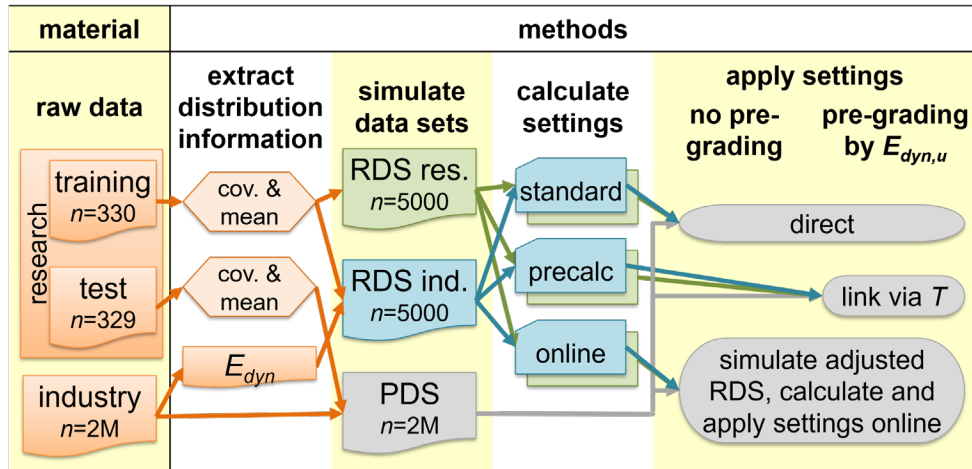 material
methods
raw data
extract
distribution
information
simulate
data sets
calculate
settings
apply settings
no pre-
grading
pre-grading
by E_dyn,u
research
training
n=330
test
n=329
industry
n=2M
cov. &
mean
cov. &
mean
E_dyn
RDS res.
n=5000
RDS ind.
n=5000
PDS
n=2M
standard
precalc
online
direct
link via T
simulate adjusted
RDS, calculate and
apply settings online